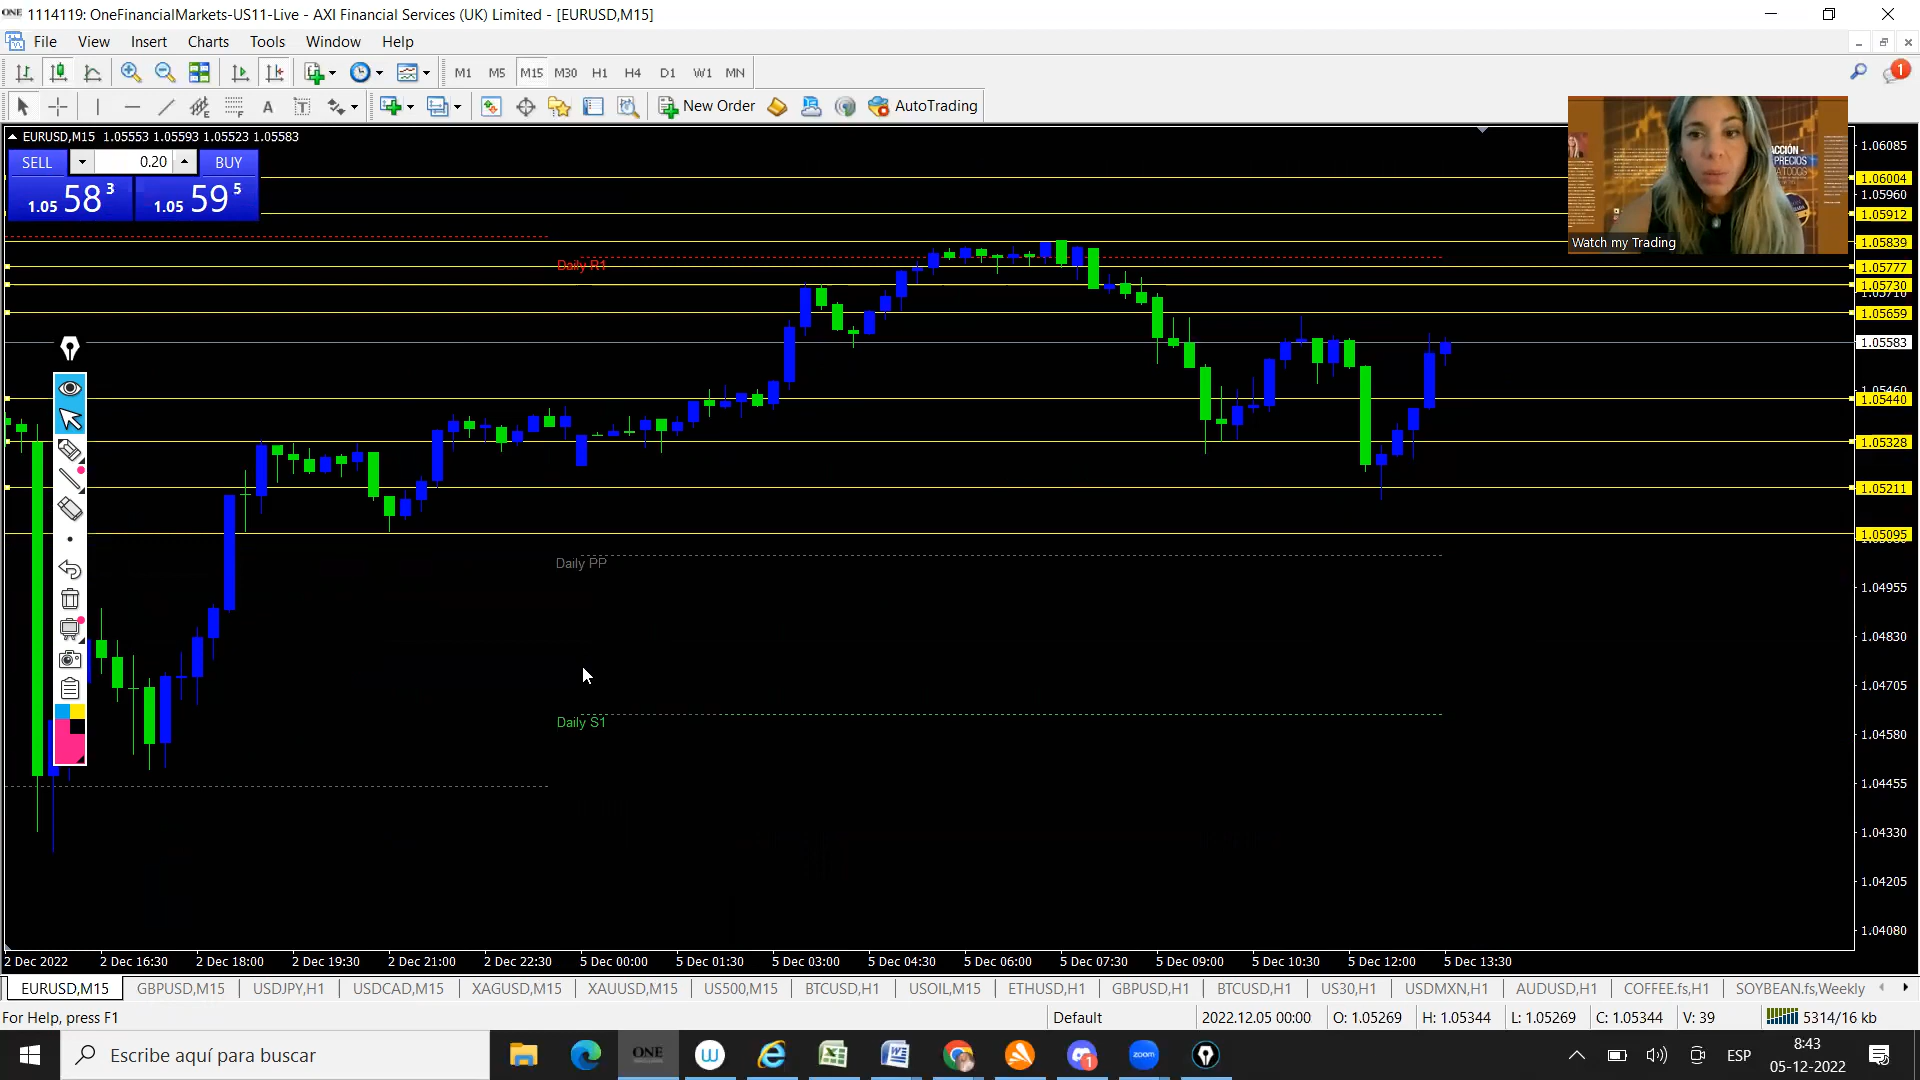 ONE 1114119: OneFinancialMarkets-US11-Live - AXI Financial Services (UK) Limited - [EURUSD,M15]
File View Insert Charts Tools Window Help
M1 M5 M15 M30 H1 H4 D1 W1 MN
1
A T New Order AutoTrading
EURUSD,M15 1.05553 1.05593 1.05523 1.05583
SELL 0.20 BUY
1.05 58 3 1.05 59 5
ACCIÓN -
PRECIOS
A TODOS
Watch my Trading
1.06085
1.06004
1.05960
1.05912
1.05839
Daily R1
1.05777
1.05730
1.05710
1.05659
1.05583
1.05460
1.05440
1.05328
1.05211
1.05095
Daily PP
1.04955
1.04830
1.04705
Daily S1
1.04580
1.04455
1.04330
1.04205
1.04080
2 Dec 2022 2 Dec 16:30 2 Dec 18:00 2 Dec 19:30 2 Dec 21:00 2 Dec 22:30 5 Dec 00:00 5 Dec 01:30 5 Dec 03:00 5 Dec 04:30 5 Dec 06:00 5 Dec 07:30 5 Dec 09:00 5 Dec 10:30 5 Dec 12:00 5 Dec 13:30
EURUSD,M15 GBPUSD,M15 USDJPY,H1 USDCAD,M15 XAGUSD,M15 XAUUSD,M15 US500,M15 BTCUSD,H1 USOIL,M15 ETHUSD,H1 GBPUSD,H1 BTCUSD,H1 US30,H1 USDMXN,H1 AUDUSD,H1 COFFEE.fs,H1 SOYBEAN.fs,Weekly
For Help, press F1 Default 2022.12.05 00:00 O: 1.05269 H: 1.05344 L: 1.05269 C: 1.05344 V: 39 5314/16 kb
Escribe aquí para buscar ONE W zoom ESP 8:43
05-12-2022